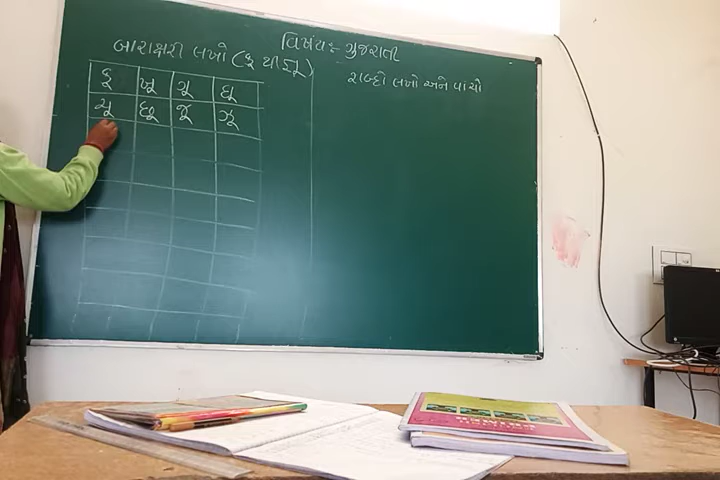 વિષય:- ગુજરાતી
બારાક્ષરી લખો (કૂ થી જ્ઞૂ)
શબ્દો લખો અને વાંચો
કૂ ખૂ ગૂ ઘૂ
ચૂ છૂ જૂ ઝૂ